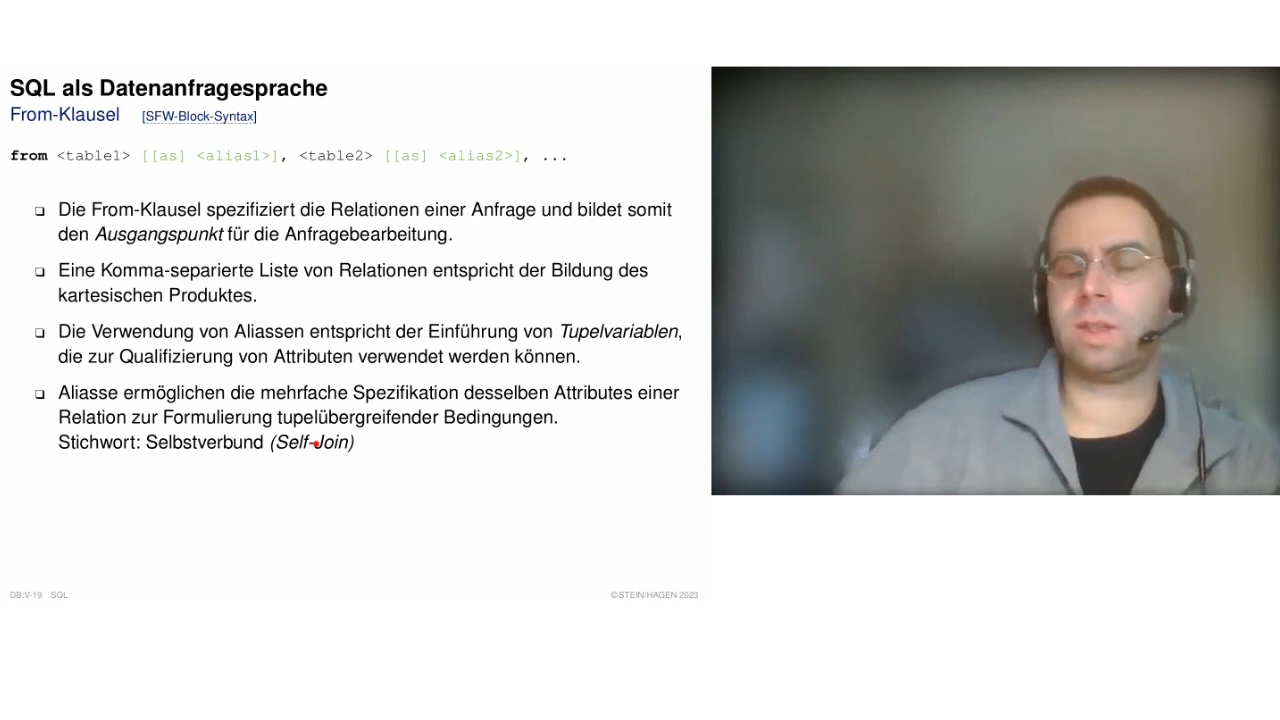 SQL als Datenanfragesprache
From-Klausel [SFW-Block-Syntax]
from <table1> [[as] <alias1>], <table2> [[as] <alias2>], ...
❑ Die From-Klausel spezifiziert die Relationen einer Anfrage und bildet somit
den Ausgangspunkt für die Anfragebearbeitung.
❑ Eine Komma-separierte Liste von Relationen entspricht der Bildung des
kartesischen Produktes.
❑ Die Verwendung von Aliassen entspricht der Einführung von Tupelvariablen,
die zur Qualifizierung von Attributen verwendet werden können.
❑ Aliasse ermöglichen die mehrfache Spezifikation desselben Attributes einer
Relation zur Formulierung tupelübergreifender Bedingungen.
Stichwort: Selbstverbund (Self-Join)
DB:V-19 SQL ©STEIN/HAGEN 2023